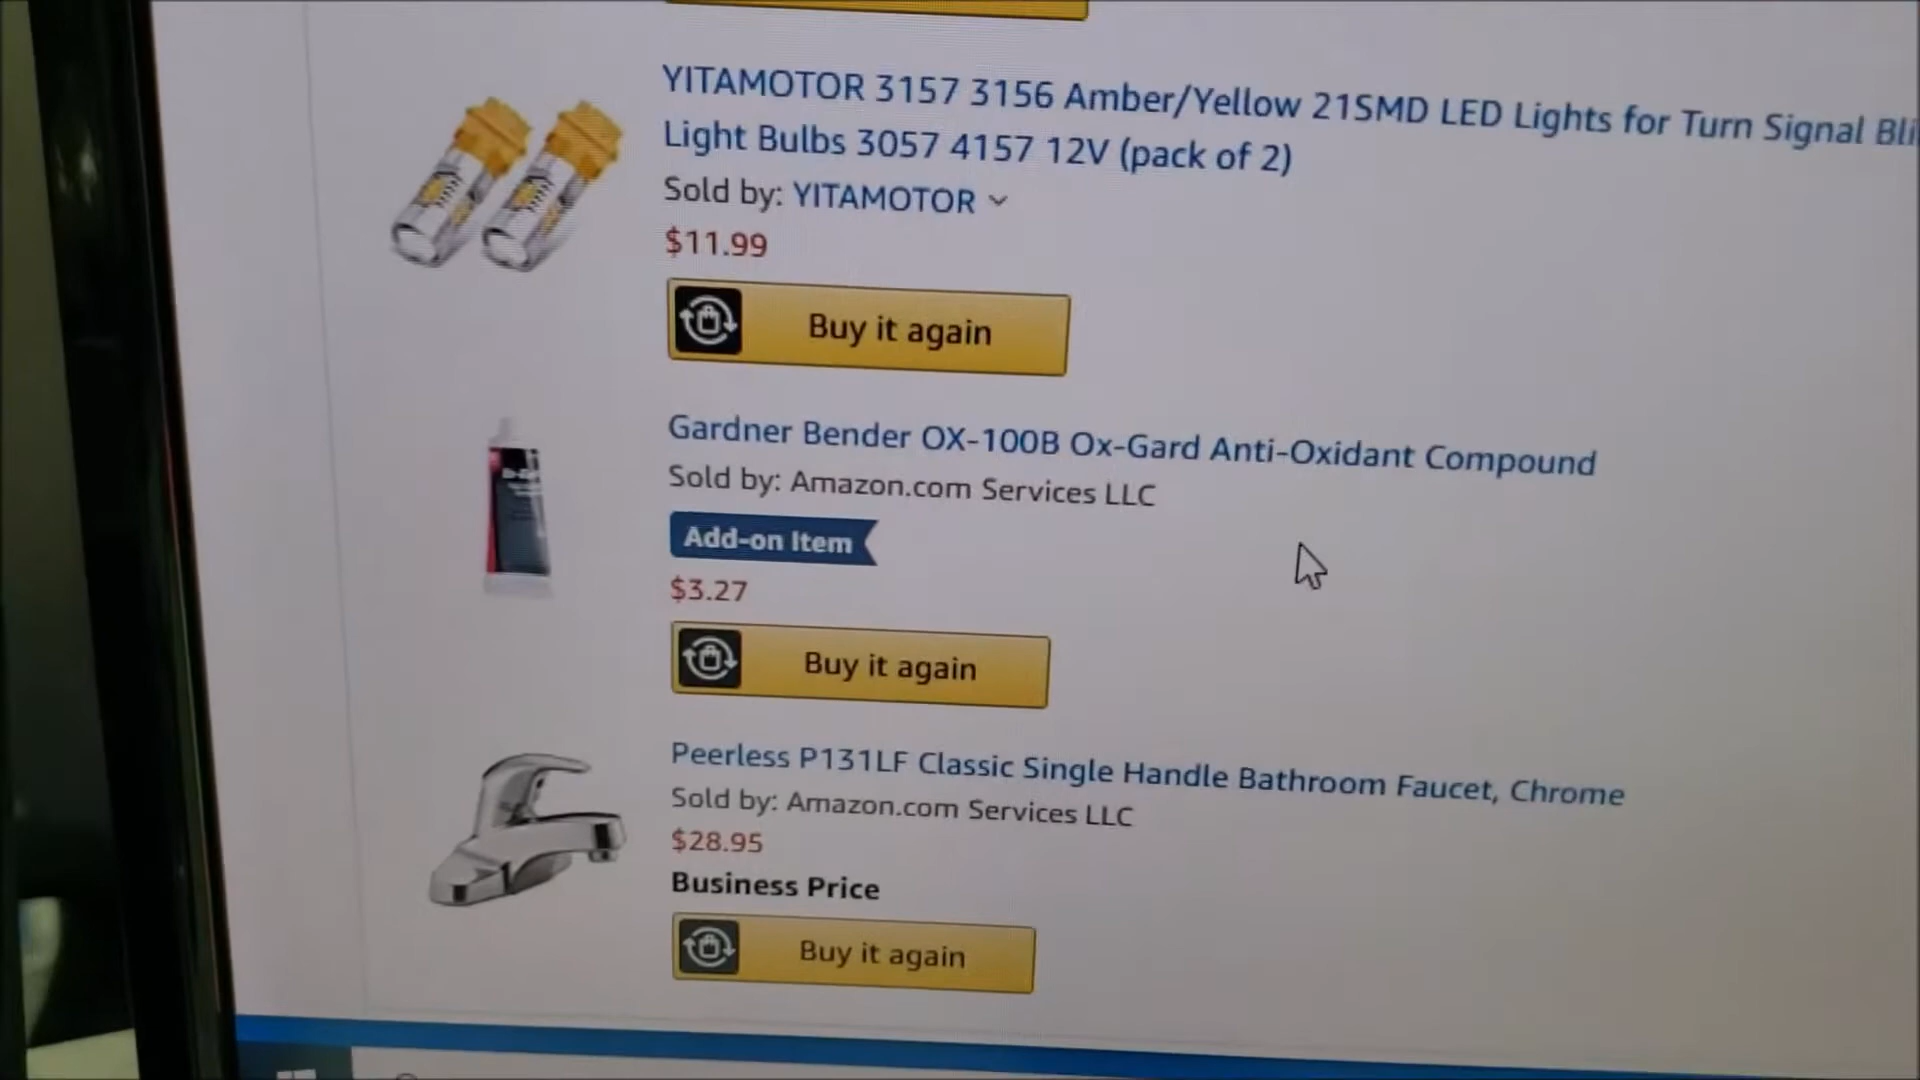 YITAMOTOR 3157 3156 Amber/Yellow 21SMD LED Lights for Turn Signal
Light Bulbs 3057 4157 12V (pack of 2)
Sold by: YITAMOTOR
$11.99
Buy it again
Gardner Bender OX-100B Ox-Gard Anti-Oxidant Compound
Sold by: Amazon.com Services LLC
Add-on Item
$3.27
Buy it again
Peerless P131LF Classic Single Handle Bathroom Faucet, Chrome
Sold by: Amazon.com Services LLC
$28.95
Business Price
Buy it again